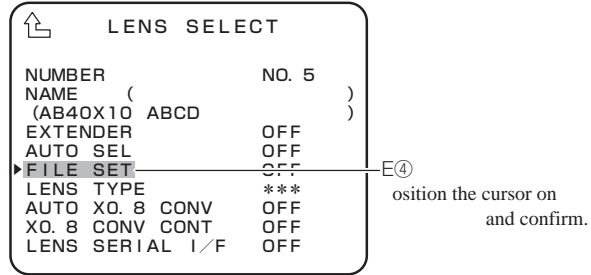 LENS SELECT
NUMBER NO. 5
NAME ( )
(AB40X10 ABCD )
EXTENDER OFF
AUTO SEL OFF
FILE SET OFF
LENS TYPE ***
AUTO X0. 8 CONV OFF
X0. 8 CONV CONT OFF
LENS SERIAL I/F OFF
E④
osition the cursor on
and confirm.